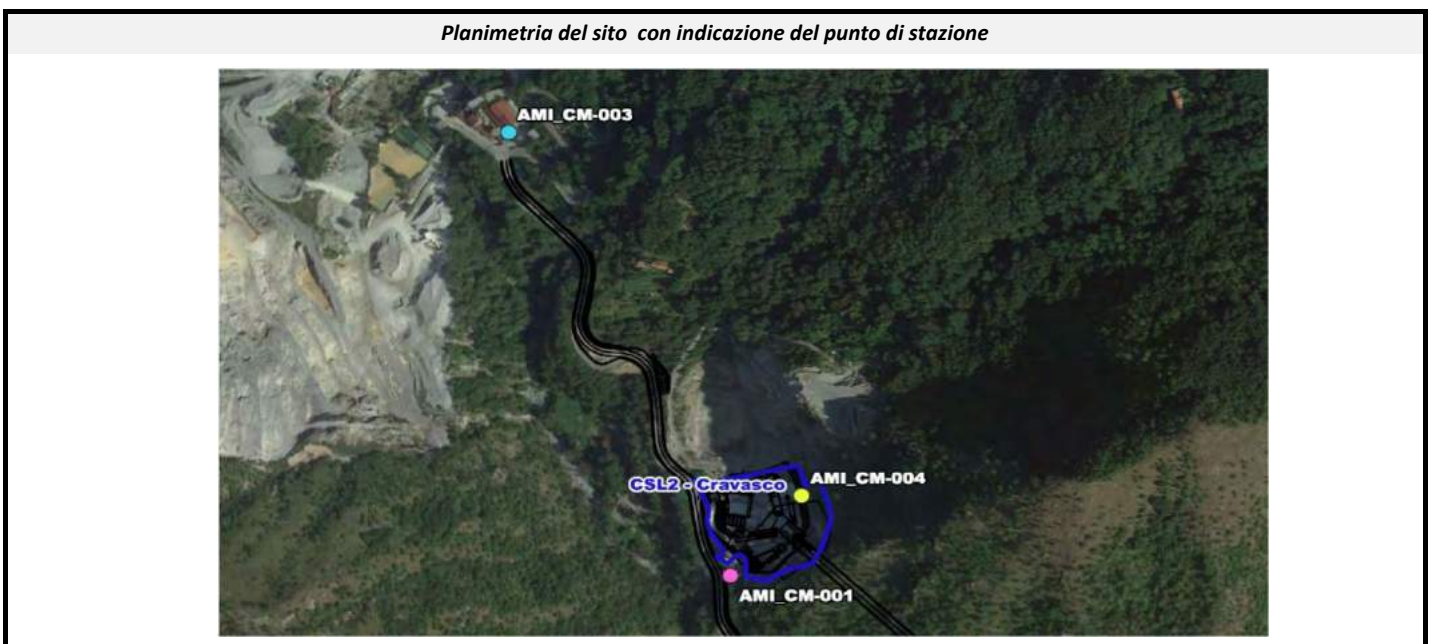 Planimetria del sito con indicazione del punto di stazione
AMI_CM-003
CSL2 - Cravasco
AMI_CM-004
AMI_CM-001